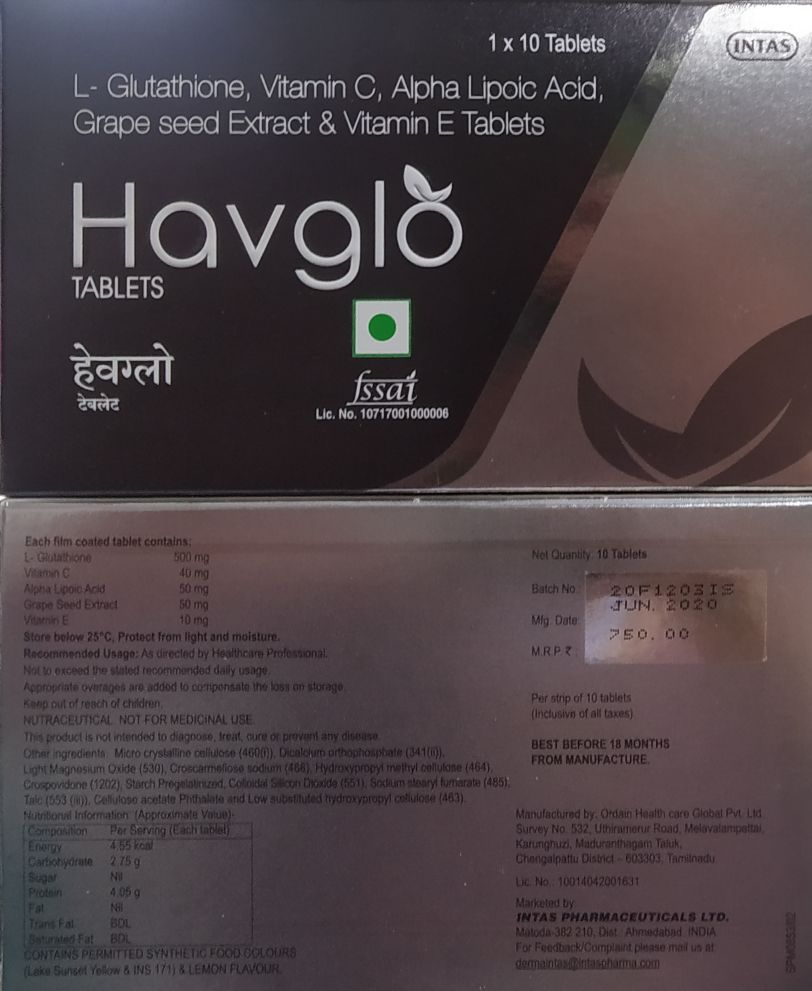 1 x 10 Tablets
INTAS
L- Glutathione, Vitamin C, Alpha Lipoic Acid,
Grape seed Extract & Vitamin E Tablets
Havglo
TABLETS
हेवग्लो
टेबलेट
fssai
Lic. No. 10717001000006
Each film coated tablet contains:
L- Glutathione 500 mg
Vitamin C 40 mg
Alpha Lipoic Acid 50 mg
Grape Seed Extract 50 mg
Vitamin E 10 mg
Store below 25°C, Protect from light and moisture.
Recommended Usage: As directed by Healthcare Professional.
Not to exceed the stated recommended daily usage.
Appropriate overages are added to compensate the loss on storage.
Keep out of reach of children.
NUTRACEUTICAL. NOT FOR MEDICINAL USE.
This product is not intended to diagnose, treat, cure or prevent any disease.
Other Ingredients: Micro crystalline cellulose (460(i)), Dicalcium orthophosphate (341(ii)),
Light Magnesium Oxide (530), Croscarmellose sodium (468), Hydroxypropyl methyl cellulose (464),
Crospovidone (1202), Starch Pregelatinized, Colloidal Silicon Dioxide (551), Sodium stearyl fumarate (485),
Talc (553 (iii)), Cellulose acetate Phthalate and Low substituted hydroxypropyl cellulose (463).
Nutritional Information: (Approximate Value):
Composition Per Serving (Each tablet)
Energy 4.55 kcal
Carbohydrate 2.75 g
Sugar Nil
Protein 4.05 g
Fat Nil
Trans Fat BDL
Saturated Fat BDL
CONTAINS PERMITTED SYNTHETIC FOOD COLOURS
(Lake Sunset Yellow & INS 171) & LEMON FLAVOUR.
Net Quantity: 10 Tablets
Batch No.: 20F1203IS
JUN. 2020
Mfg. Date:
750.00
M.R.P ₹ :
Per strip of 10 tablets
(Inclusive of all taxes)
BEST BEFORE 18 MONTHS
FROM MANUFACTURE.
Manufactured by: Ordain Health care Global Pvt. Ltd.
Survey No. 532, Uthiramerur Road, Melavalampettai,
Karunghuzi, Maduranthagam Taluk,
Chengalpattu District - 603303, Tamilnadu.
Lic. No.: 10014042001631
Marketed by:
INTAS PHARMACEUTICALS LTD.
Matoda-382 210, Dist.: Ahmedabad. INDIA
For Feedback/Complaint please mail us at:
dermaintas@intaspharma.com